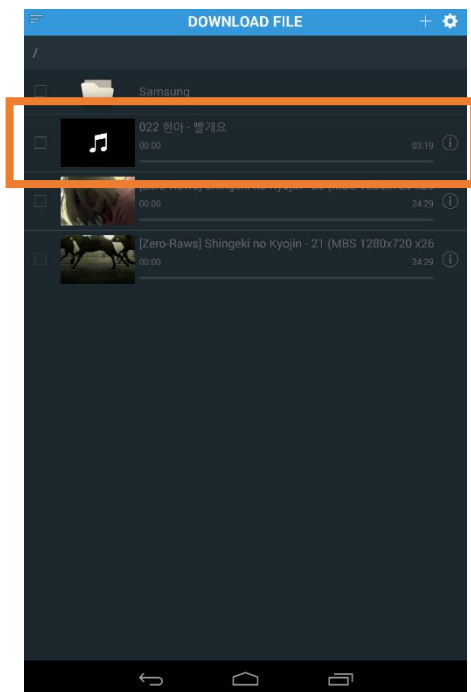 DOWNLOAD FILE
/
Samsung
022 현아 - 빨개요
00:00 03:19
00:00 24:29
[Zero-Raws] Shingeki no Kyojin - 21 (MBS 1280x720 x26
00:00 24:29